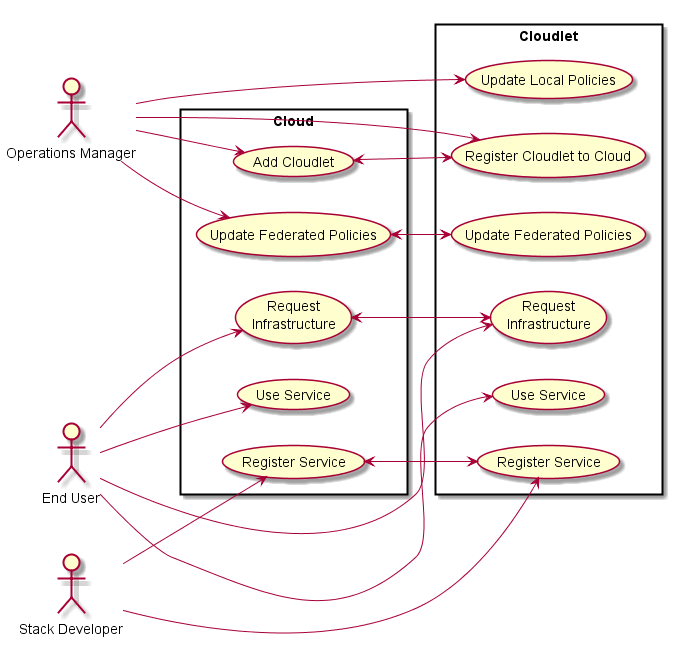 Cloudlet
Update Local Policies
Cloud
Operations Manager
Add Cloudlet
Register Cloudlet to Cloud
Update Federated Policies
Update Federated Policies
Request
Infrastructure
Request
Infrastructure
Use Service
Use Service
Register Service
Register Service
End User
Stack Developer